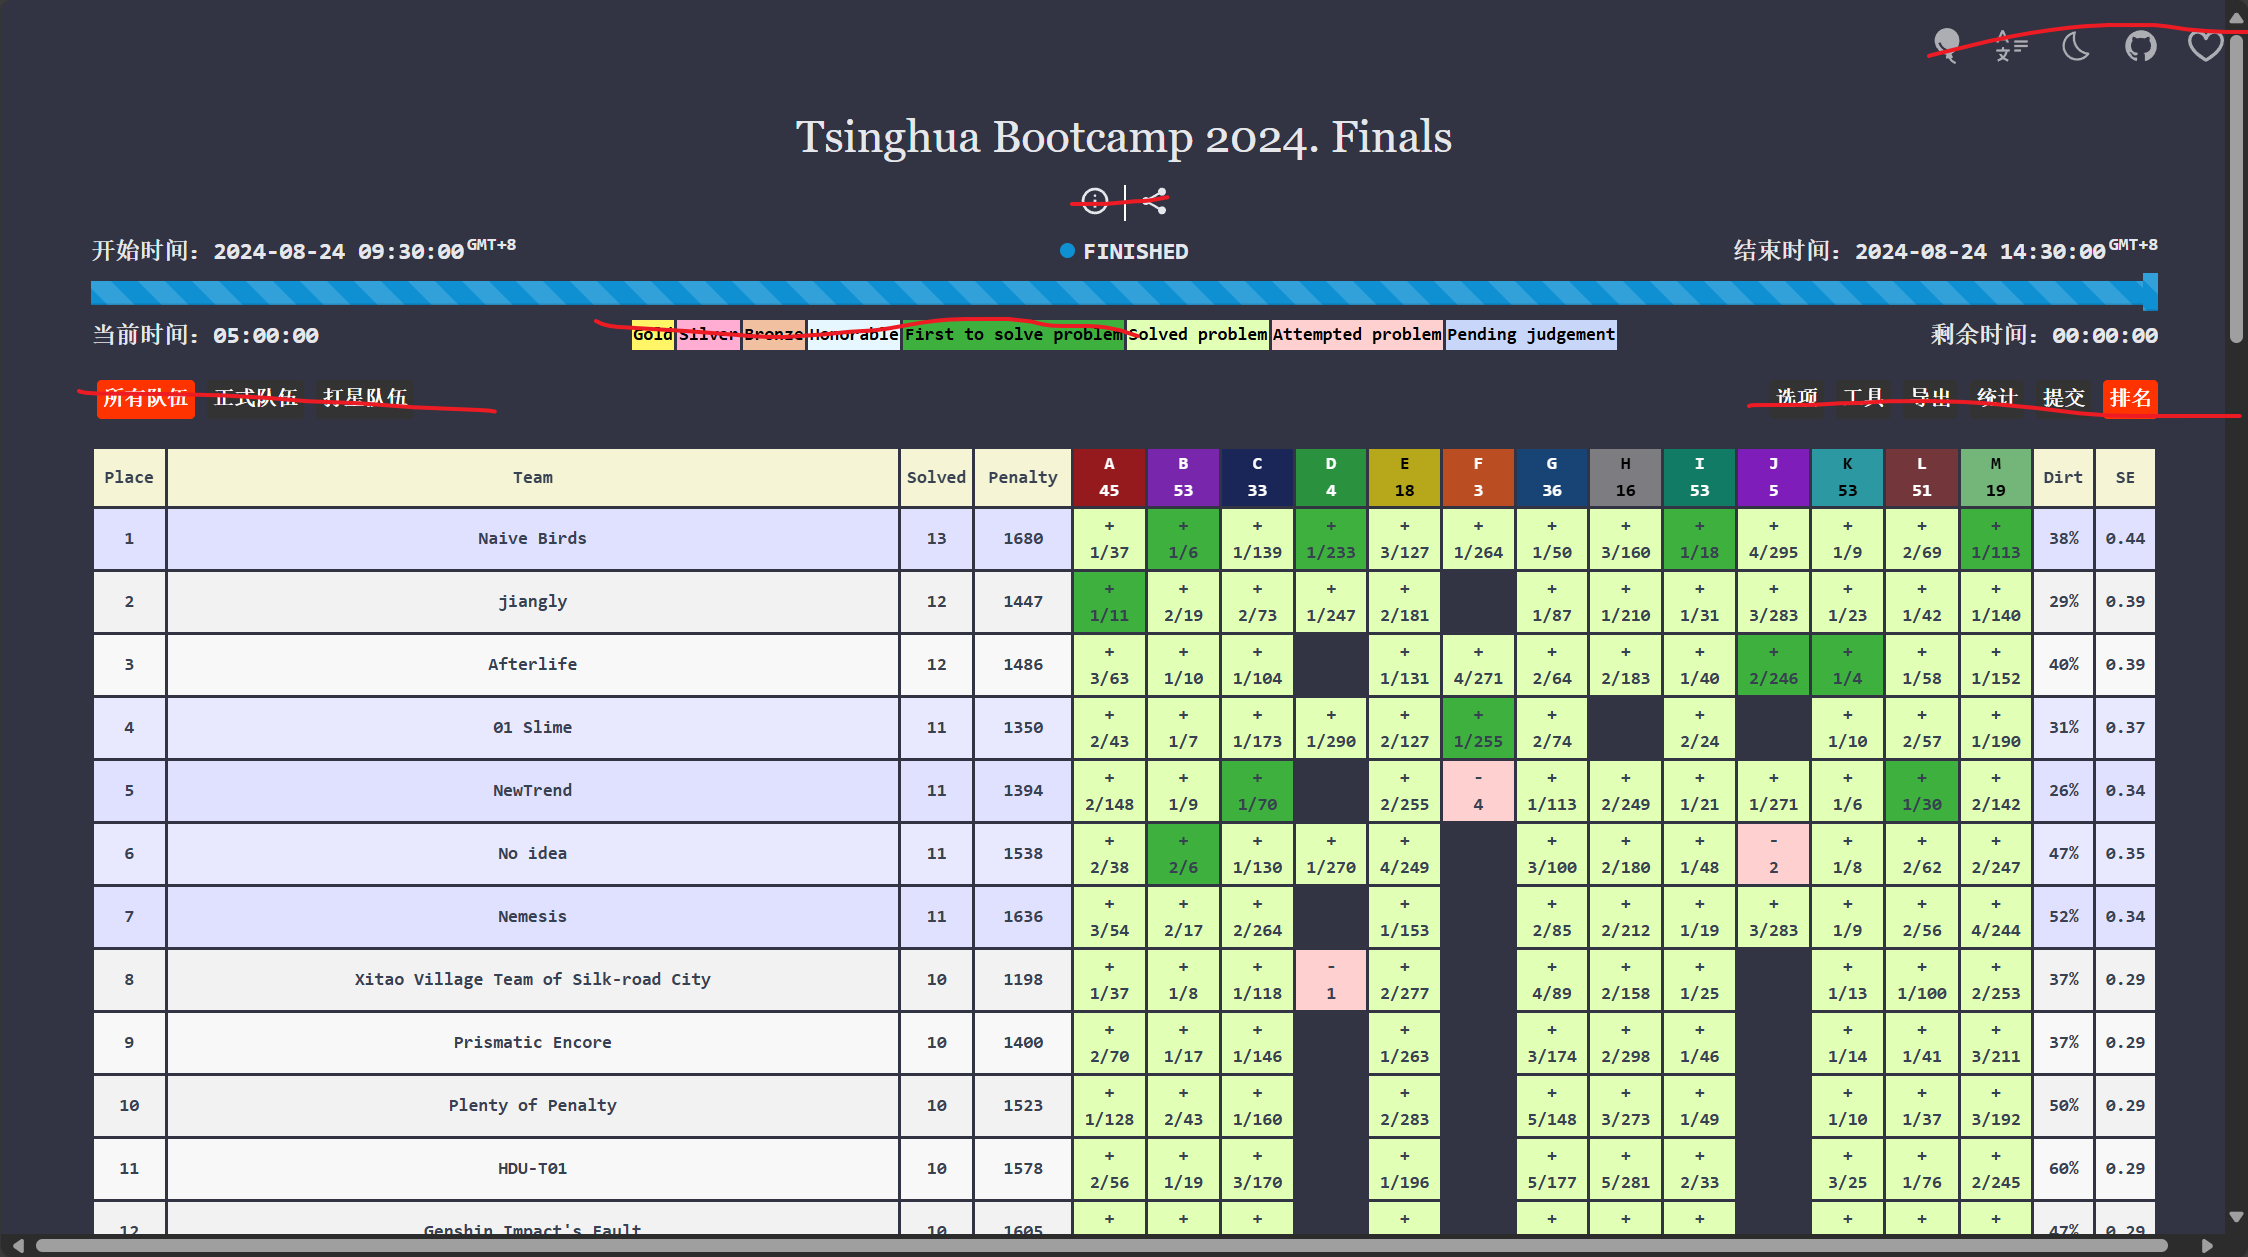 Tsinghua Bootcamp 2024. Finals
开始时间：2024-08-24 09:30:00 GMT+8 FINISHED 结束时间：2024-08-24 14:30:00 GMT+8
当前时间：05:00:00 Gold Silver Bronze Honorable First to solve problem Solved problem Attempted problem Pending judgement 剩余时间：00:00:00
所有队伍 正式队伍 打星队伍 选项 工具 导出 统计 提交 排名
Place Team Solved Penalty A B C D E F G H I J K L M Dirt SE
45 53 33 4 18 3 36 16 53 5 53 51 19
+ + + + + + + + + + + + +
1 Naive Birds 13 1680 1/37 1/6 1/139 1/233 3/127 1/264 1/50 3/160 1/18 4/295 1/9 2/69 1/113 38% 0.44
+ + + + + + + + + + + +
2 jiangly 12 1447 1/11 2/19 2/73 1/247 2/181 1/87 1/210 1/31 3/283 1/23 1/42 1/140 29% 0.39
+ + + + + + + + + + + +
3 Afterlife 12 1486 3/63 1/10 1/104 1/131 4/271 2/64 2/183 1/40 2/246 1/4 1/58 1/152 40% 0.39
+ + + + + + + + + + +
4 01 Slime 11 1350 2/43 1/7 1/173 1/290 2/127 1/255 2/74 2/24 1/10 2/57 1/190 31% 0.37
+ + + + - + + + + + + +
5 NewTrend 11 1394 2/148 1/9 1/70 2/255 4 1/113 2/249 1/21 1/271 1/6 1/30 2/142 26% 0.34
+ + + + + + + + - + + +
6 No idea 11 1538 2/38 2/6 1/130 1/270 4/249 3/100 2/180 1/48 2 1/8 2/62 2/247 47% 0.35
+ + + + + + + + + + +
7 Nemesis 11 1636 3/54 2/17 2/264 1/153 2/85 2/212 1/19 3/283 1/9 2/56 4/244 52% 0.34
+ + + - + + + + + + +
8 Xitao Village Team of Silk-road City 10 1198 1/37 1/8 1/118 1 2/277 4/89 2/158 1/25 1/13 1/100 2/253 37% 0.29
+ + + + + + + + + +
9 Prismatic Encore 10 1400 2/70 1/17 1/146 1/263 3/174 2/298 1/46 1/14 1/41 3/211 37% 0.29
+ + + + + + + + + +
10 Plenty of Penalty 10 1523 1/128 2/43 1/160 2/283 5/148 3/273 1/49 1/10 1/37 3/192 50% 0.29
+ + + + + + + + + +
11 HDU-T01 10 1578 2/56 1/19 3/170 1/196 5/177 5/281 2/33 3/25 1/76 2/245 60% 0.29
+ + + + + + + + + +
12 Genshin Impact's Fault 10 1605 47% 0.29